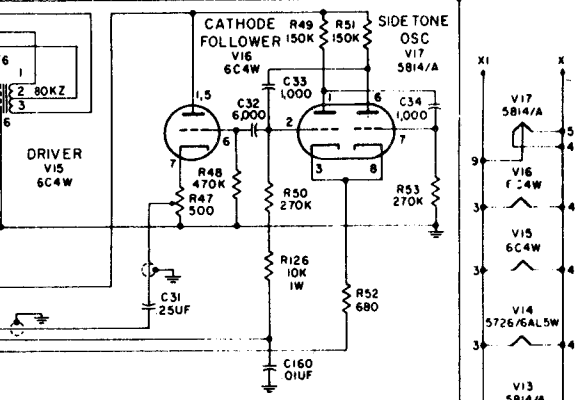 CATHODE
FOLLOWER
V16
6C4W
R49
150K
R51
150K
SIDE TONE
OSC
V17
5814/A
6
1
2 80KZ
3
6
1,5
C33
1,000
C32
6,000
1
6
C34
1,000
2
7
6
7
3
8
DRIVER
V15
6C4W
R48
470K
R47
500
R50
270K
R53
270K
R126
10K
1W
R52
680
C31
.25UF
C160
.01UF
X1
X
V17
5814/A
5
4
9
V16
6C4W
3
4
V15
6C4W
3
4
V14
5726/6AL5W
3
4
V13
5814/A